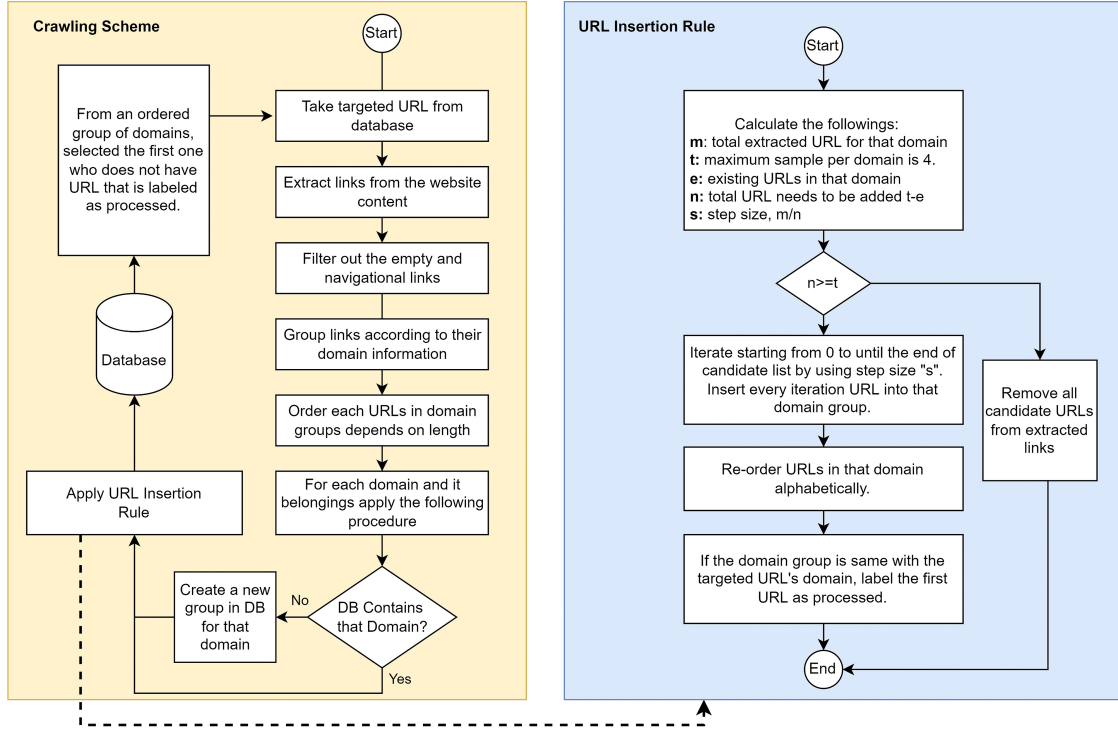 Crawling Scheme
Start
From an ordered
group of domains,
selected the first one
who does not have
URL that is labeled
as processed.
Take targeted URL from
database
Extract links from the website
content
Filter out the empty and
navigational links
Group links according to their
domain information
Order each URLs in domain
groups depends on length
For each domain and it
belongings apply the following
procedure
DB Contains
that Domain?
No
Yes
Create a new
group in DB
for that
domain
Apply URL Insertion
Rule
Database
URL Insertion Rule
Start
Calculate the followings:
m: total extracted URL for that domain
t: maximum sample per domain is 4.
e: existing URLs in that domain
n: total URL needs to be added t-e
s: step size, m/n
n>=t
Iterate starting from 0 to until the end of
candidate list by using step size "s".
Insert every iteration URL into that
domain group.
Re-order URLs in that domain
alphabetically.
If the domain group is same with the
targeted URL's domain, label the first
URL as processed.
Remove all
candidate URLs
from extracted
links
End